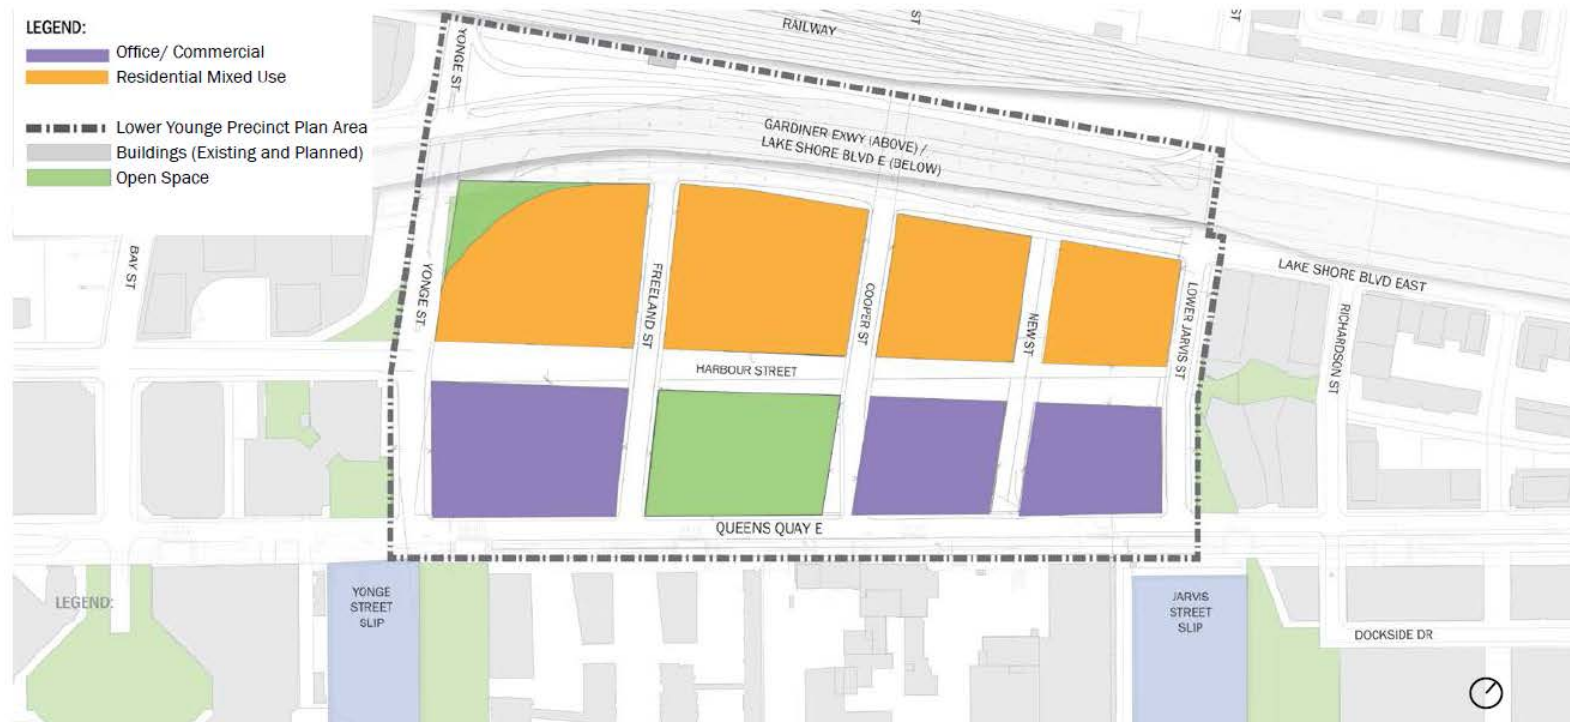 LEGEND:
Office/ Commercial
Residential Mixed Use
Lower Younge Precinct Plan Area
Buildings (Existing and Planned)
Open Space
YONGE ST
RAILWAY
ST
ST
GARDINER EXWY (ABOVE) /
LAKE SHORE BLVD E (BELOW)
BAY ST
YONGE ST
FREELAND ST
COOPER ST
NEW ST
LOWER JARVIS ST
LAKE SHORE BLVD EAST
RICHARDSON ST
HARBOUR STREET
QUEENS QUAY E
LEGEND:
YONGE
STREET
SLIP
JARVIS
STREET
SLIP
DOCKSIDE DR